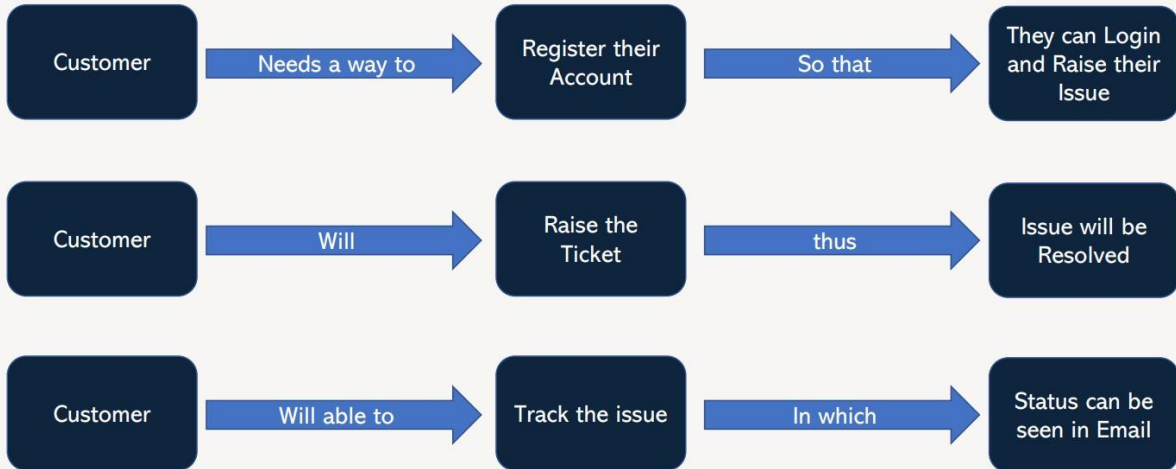 Customer
Needs a way to
Register their
Account
So that
They can Login
and Raise their
Issue
Customer
Will
Raise the
Ticket
thus
Issue will be
Resolved
Customer
Will able to
Track the issue
In which
Status can be
seen in Email